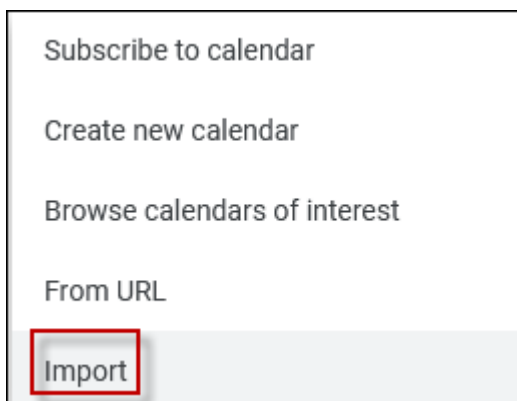 Subscribe to calendar
Create new calendar
Browse calendars of interest
From URL
Import